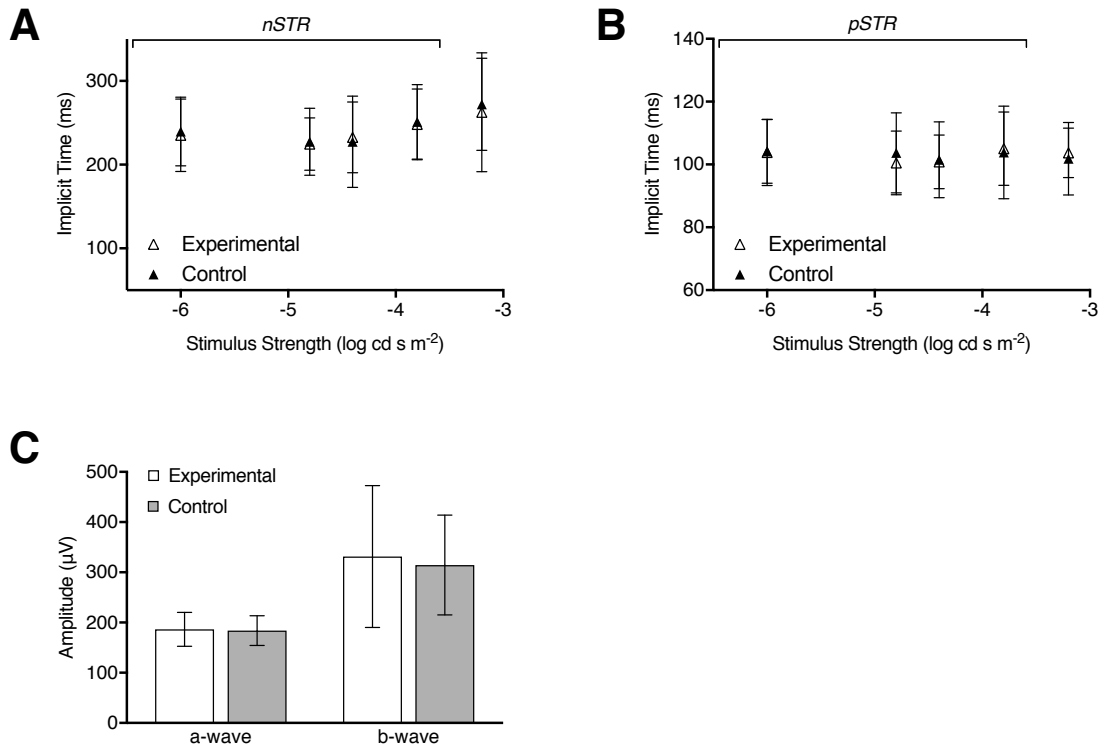 A
nSTR
Implicit Time (ms)
300
200
100
Experimental
Control
-6 -5 -4 -3
Stimulus Strength (log cd s m-2)
B
pSTR
Implicit Time (ms)
140
120
100
80
60
Experimental
Control
-6 -5 -4 -3
Stimulus Strength (log cd s m-2)
C
Amplitude (µV)
500
400
300
200
100
0
Experimental
Control
a-wave b-wave